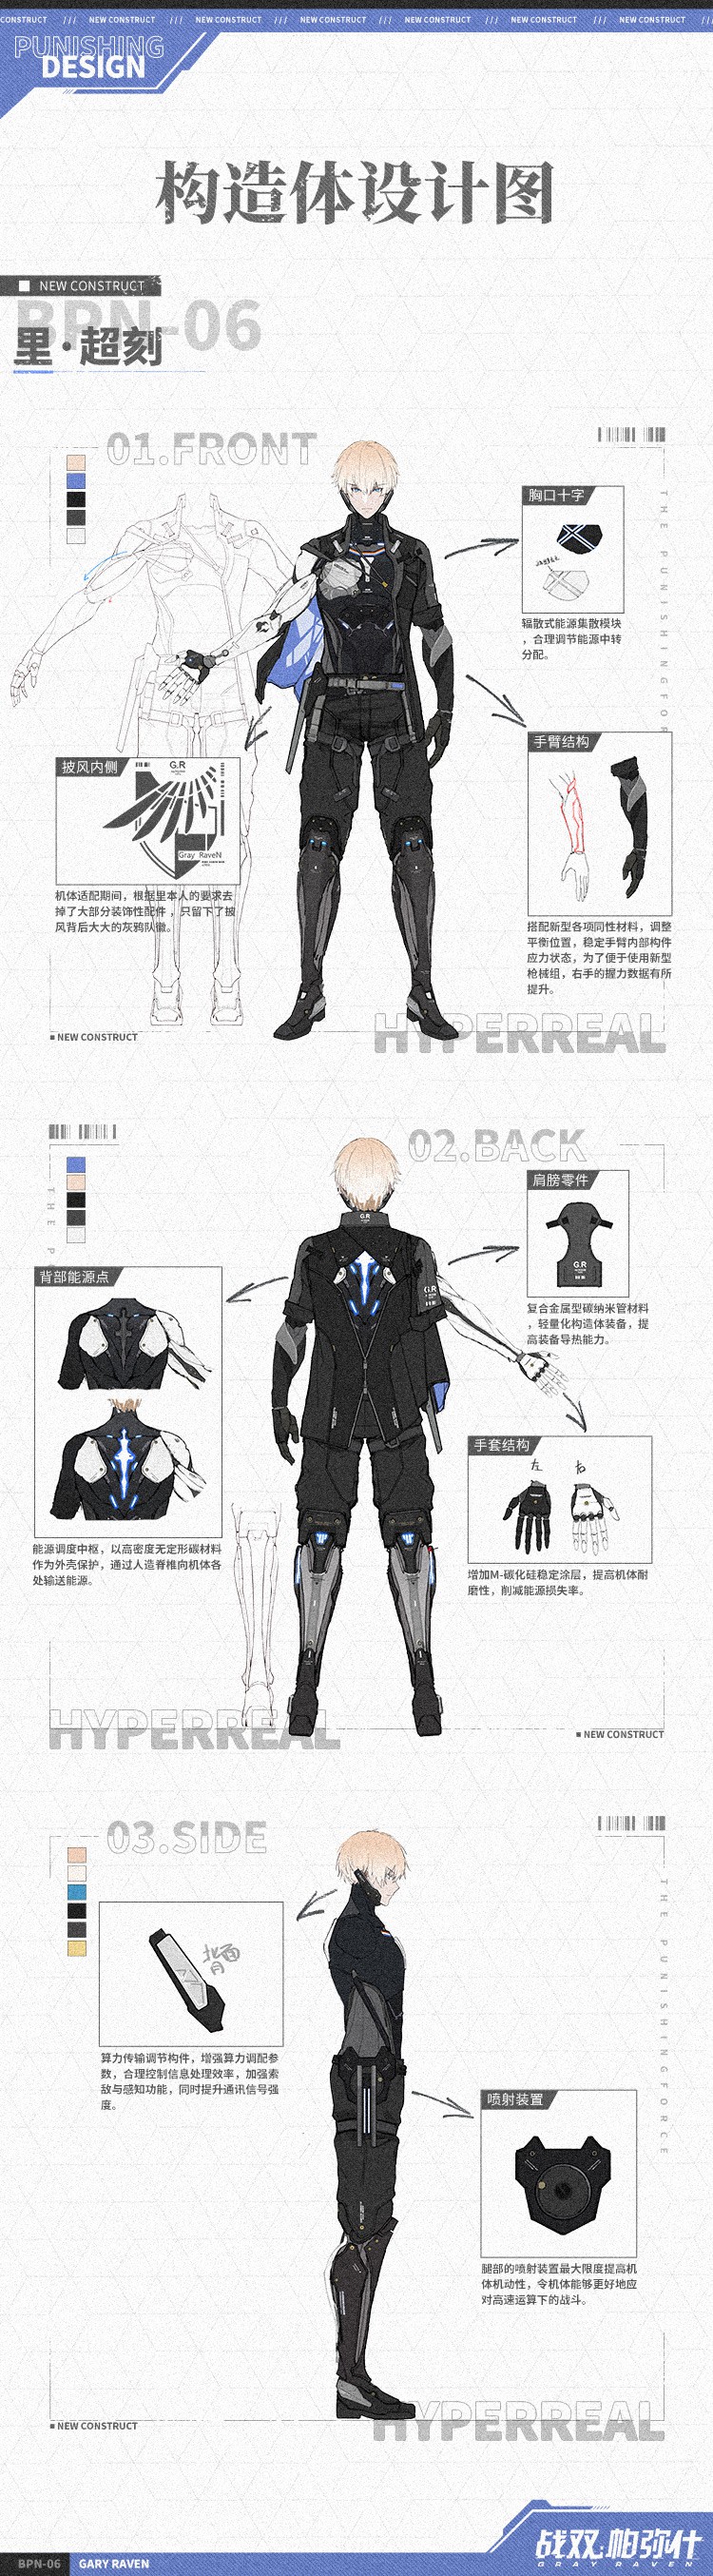 CONSTRUCT /// NEW CONSTRUCT /// NEW CONSTRUCT /// NEW CONSTRUCT /// NEW CONSTRUCT /// NEW CONSTRUCT /// NEW CONSTRUCT ///
PUNISHING
DESIGN
构造体设计图
NEW CONSTRUCT
BPN-06
里·超刻
01.FRONT
THE PUNISHINGFOR
胸口十字
辐散式能源集散模块
，合理调节能源中转
分配。
手臂结构
搭配新型各项同性材料，调整
平衡位置，稳定手臂内部构件
应力状态，为了便于使用新型
枪械组，右手的握力数据有所
提升。
披风内侧
G.R
Gray RaveN
机体适配期间，根据里本人的要求去
掉了大部分装饰性配件，只留下了披
风背后大大的灰鸦队徽。
NEW CONSTRUCT
HYPERREAL
02.BACK
THE P
肩膀零件
G.R
复合金属型碳纳米管材料
，轻量化构造体装备，提
高装备导热能力。
背部能源点
G.R
G.R
能源调度中枢，以高密度无定形碳材料
作为外壳保护，通过人造脊椎向机体各
处输送能源。
手套结构
左 右
增加M-碳化硅稳定涂层，提高机体耐
磨性，削减能源损失率。
HYPERREAL
NEW CONSTRUCT
03.SIDE
THE PUNISHINGFORCE
背面
算力传输调节构件，增强算力调配参
数，合理控制信息处理效率，加强索
敌与感知功能，同时提升通讯信号强
度。
喷射装置
腿部的喷射装置最大限度提高机
体机动性，令机体能够更好地应
对高速运算下的战斗。
NEW CONSTRUCT
HYPERREAL
战双帕弥什
GRAY RAVEN
BPN-06 GARY RAVEN